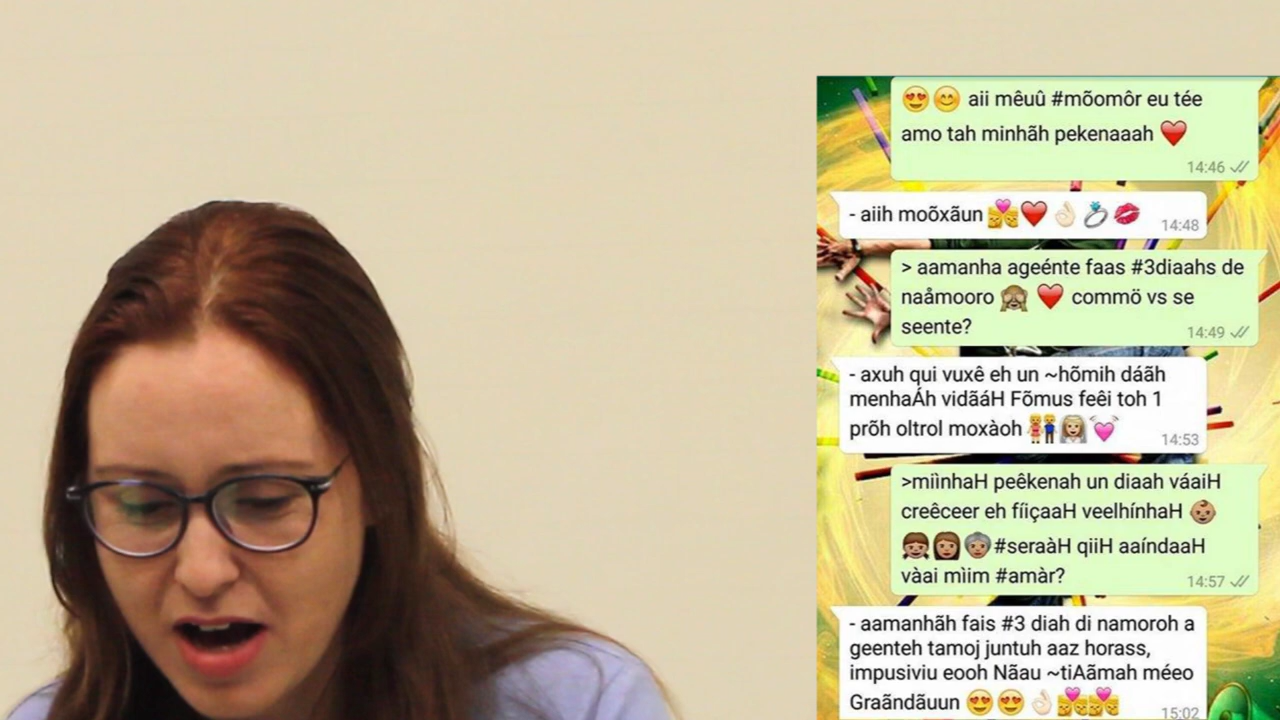 😍😊 aii mêuû #mõomôr eu tée
amo tah minhãh pekenaaah ❤️
14:46
- aiih moõxãun 💏❤️👌🏻💍💋
14:48
> aamanha ageénte faas #3diaahs de
naåmooro 🙈 ❤️ commö vs se
seente?
14:49
- axuh qui vuxê eh un ~hõmih dáãh
menhaÁh vidãáH Fõmus feêi toh 1
prõh oltrol moxàoh 👫👰🏼💓
14:53
>miìnhaH peêkenah un diaah váaiH
creêceer eh fíiçaaH veelhínhaH 👶🏽
👧🏽👩🏽👵🏽#seraàH qiiH aaíndaaH
vàai mìim #amàr?
14:57
- aamanhãh fais #3 diah di namoroh a
geenteh tamoj juntuh aaz horass,
impusiviu eooh Nãau ~tiAãmah méeo
Graãndãuun 😍😍👌🏻💏💏
15:02